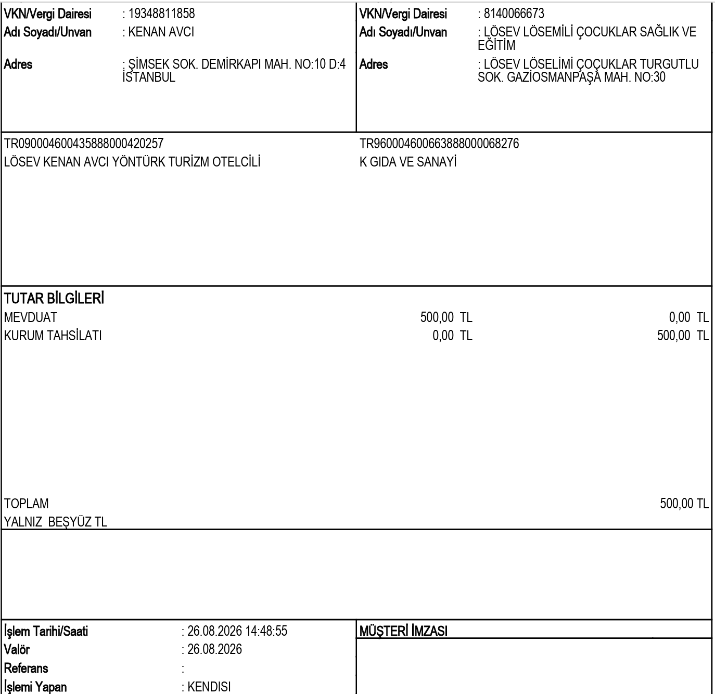 VKN/Vergi Dairesi : 19348811858
Adı Soyadı/Unvan : KENAN AVCI
Adres : ŞİMSEK SOK. DEMİRKAPI MAH. NO:10 D:4
İSTANBUL
VKN/Vergi Dairesi : 8140066673
Adı Soyadı/Unvan : LÖSEV LÖSEMİLİ ÇOCUKLAR SAĞLIK VE
EĞİTİM
Adres : LÖSEV LÖSELİMİ ÇOÇUKLAR TURGUTLU
SOK. GAZİOSMANPAŞA MAH. NO:30
TR090004600435888000420257 TR960004600663888000068276
LÖSEV KENAN AVCI YÖNTÜRK TURİZM OTELCİLİ K GIDA VE SANAYİ
TUTAR BİLGİLERİ
MEVDUAT 500,00 TL 0,00 TL
KURUM TAHSİLATI 0,00 TL 500,00 TL
TOPLAM 500,00 TL
YALNIZ BEŞYÜZ TL
İşlem Tarihi/Saati : 26.08.2026 14:48:55
Valör : 26.08.2026
Referans :
İşlemi Yapan : KENDISI
MÜŞTERİ İMZASI